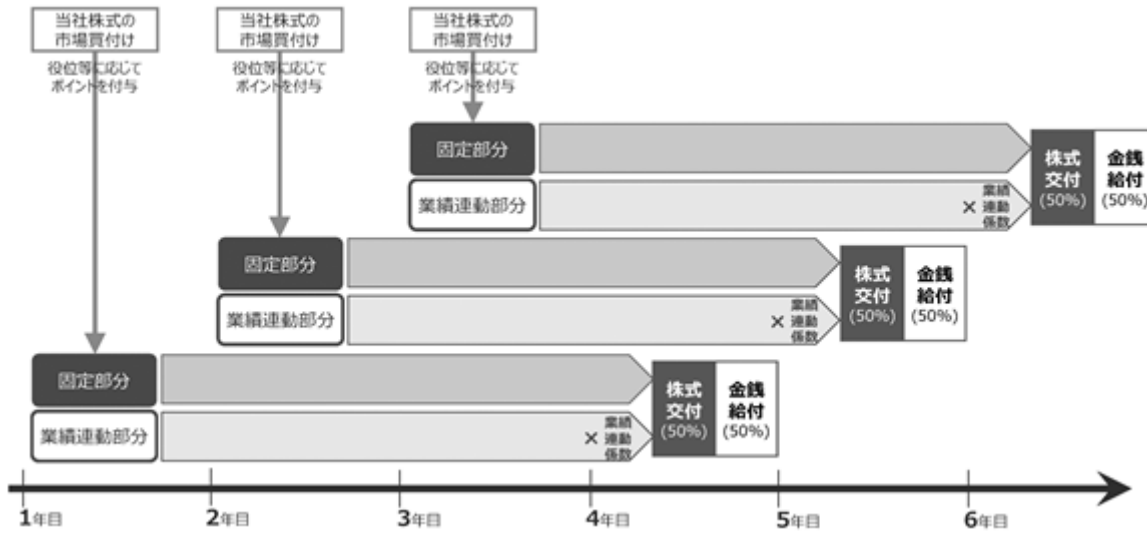 当社株式の
市場買付け
当社株式の
市場買付け
当社株式の
市場買付け
役位等に応じて
ポイントを付与
役位等に応じて
ポイントを付与
役位等に応じて
ポイントを付与
固定部分
業績連動部分
×
業績
連動
係数
株式
交付
(50%)
金銭
給付
(50%)
固定部分
業績連動部分
×
業績
連動
係数
株式
交付
(50%)
金銭
給付
(50%)
固定部分
業績連動部分
×
業績
連動
係数
株式
交付
(50%)
金銭
給付
(50%)
1年目
2年目
3年目
4年目
5年目
6年目